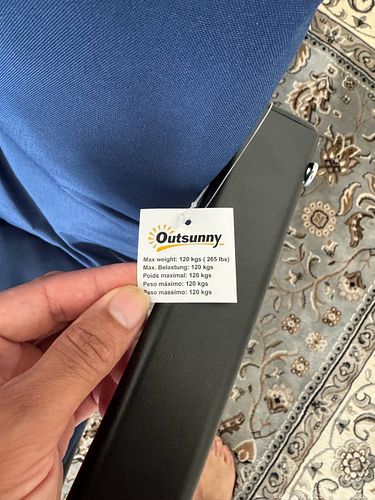 Outsunny
Max weight: 120 kgs ( 265 lbs)
Max. Belastung: 120 kgs
Poids maximal: 120 kgs
Peso máximo: 120 kgs
Peso massimo: 120 kgs